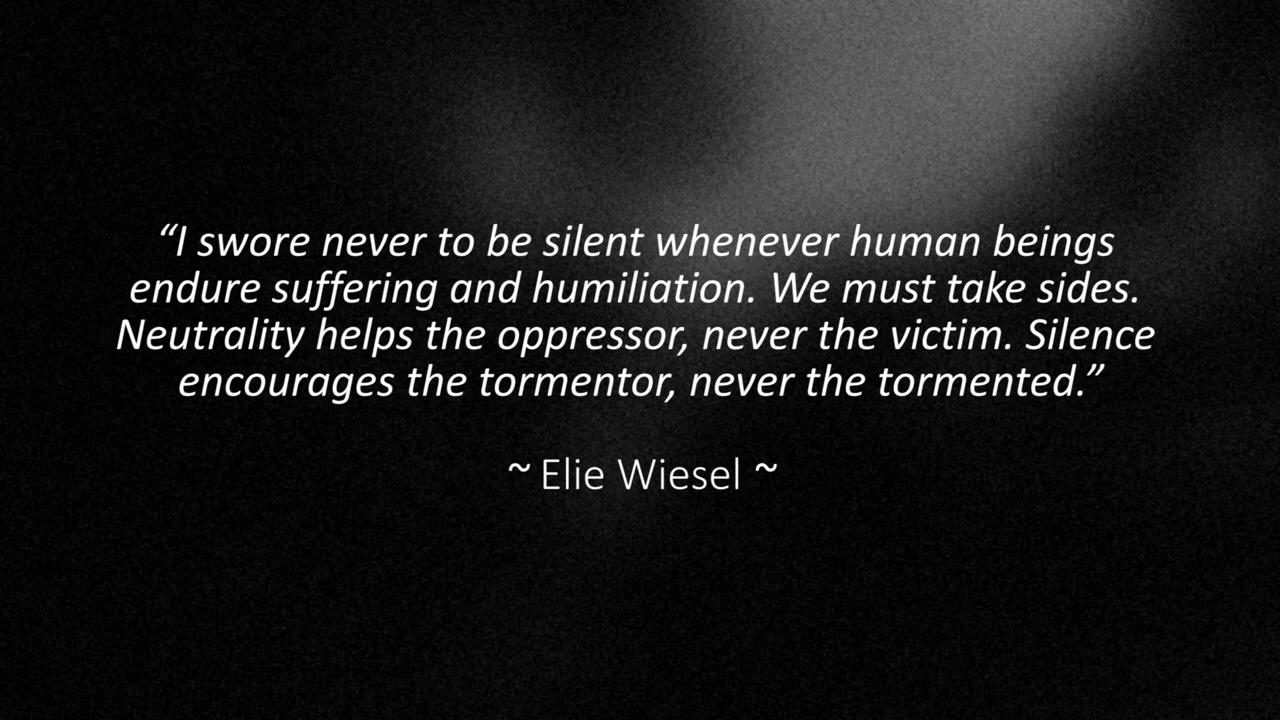 “I swore never to be silent whenever human beings
endure suffering and humiliation. We must take sides.
Neutrality helps the oppressor, never the victim. Silence
encourages the tormentor, never the tormented.”
~ Elie Wiesel ~